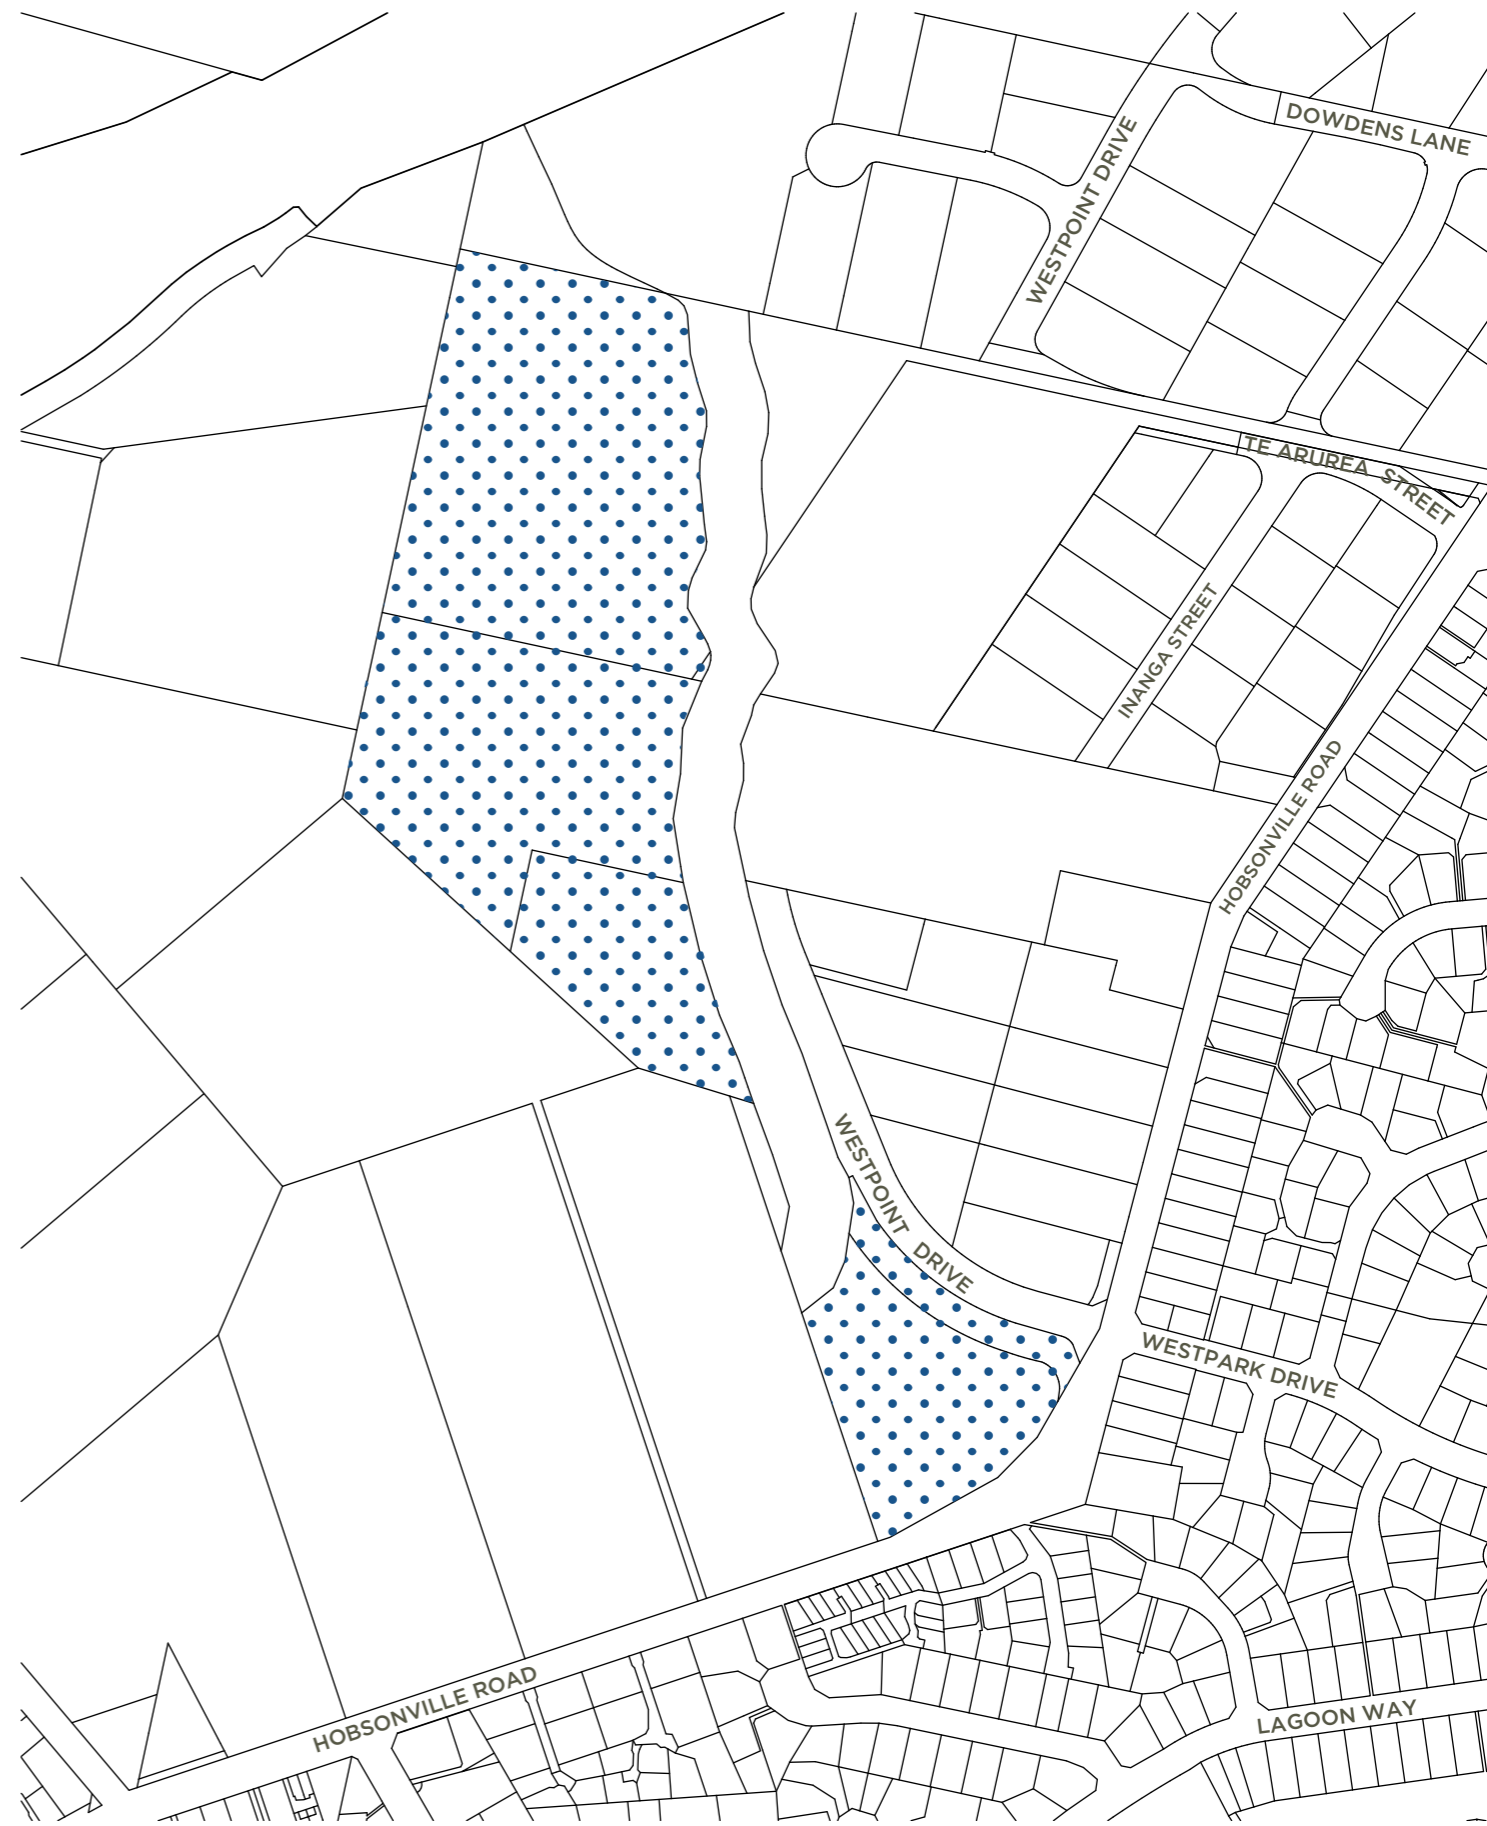 DOWDENS LANE
WESTPOINT DRIVE
TE ARUREA STREET
INANGA STREET
HOBSONVILLE ROAD
WESTPOINT DRIVE
WESTPARK DRIVE
HOBSONVILLE ROAD
LAGOON WAY